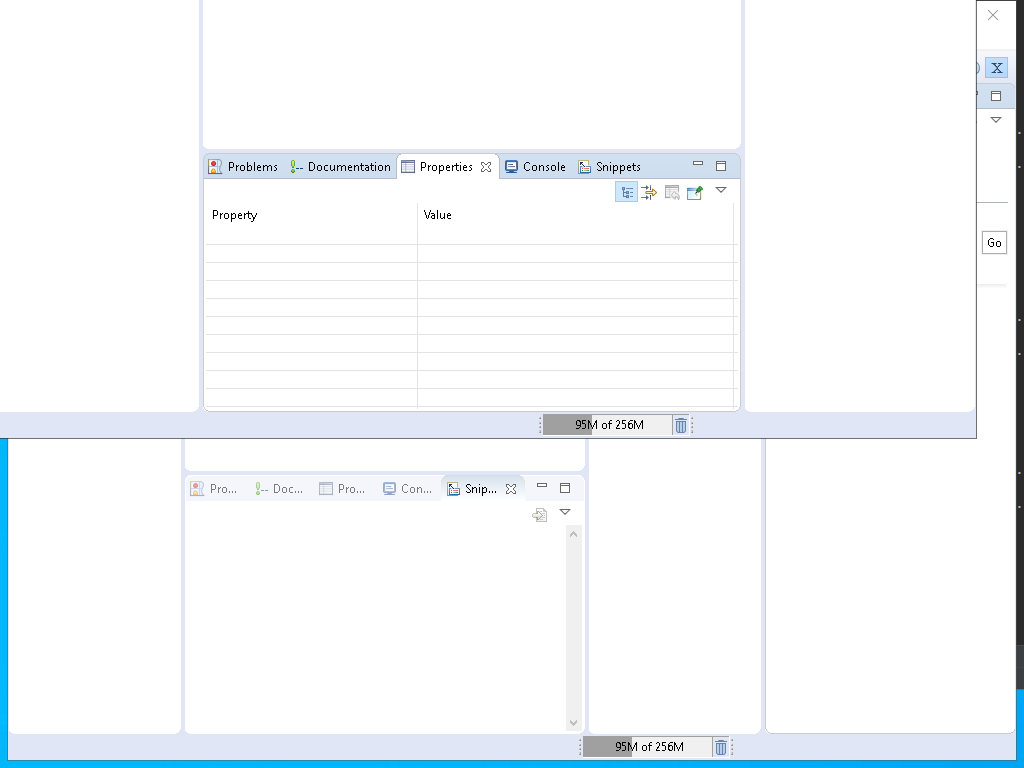 X
Problems Documentation Properties Console Snippets
Property Value
Go
95M of 256M
Pro... Doc... Pro... Con... Snip...
95M of 256M